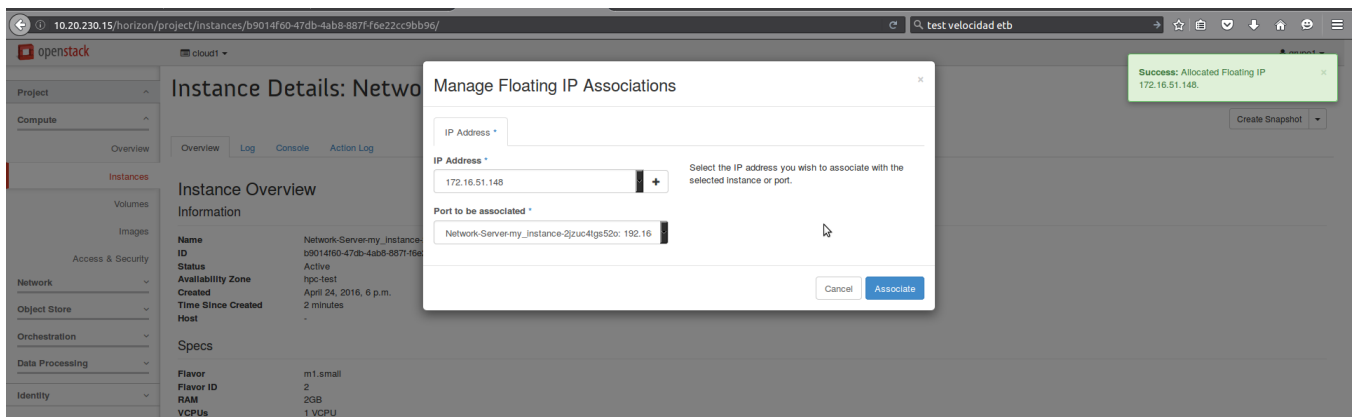 10.20.230.15/horizon/project/instances/b9014f60-47db-4ab8-887f-f6e22cc9bb96/
test velocidad etb
openstack
cloud1
Success: Allocated Floating IP
172.16.51.148.
×
Project
Compute
Overview
Instances
Volumes
Images
Access & Security
Network
Object Store
Orchestration
Data Processing
Identity
Instance Details: Netwo
Create Snapshot
Overview Log Console Action Log
Instance Overview
Information
Name Network-Server-my_instance-
ID b9014f60-47db-4ab8-887f-f6e2
Status Active
Availability Zone hpc-test
Created April 24, 2016, 6 p.m.
Time Since Created 2 minutes
Host -
Specs
Flavor m1.small
Flavor ID 2
RAM 2GB
VCPUs 1 VCPU
Manage Floating IP Associations
×
IP Address *
IP Address *
172.16.51.148
+
Select the IP address you wish to associate with the
selected instance or port.
Port to be associated *
Network-Server-my_instance-2jzuc4tgs52o: 192.16
Cancel Associate